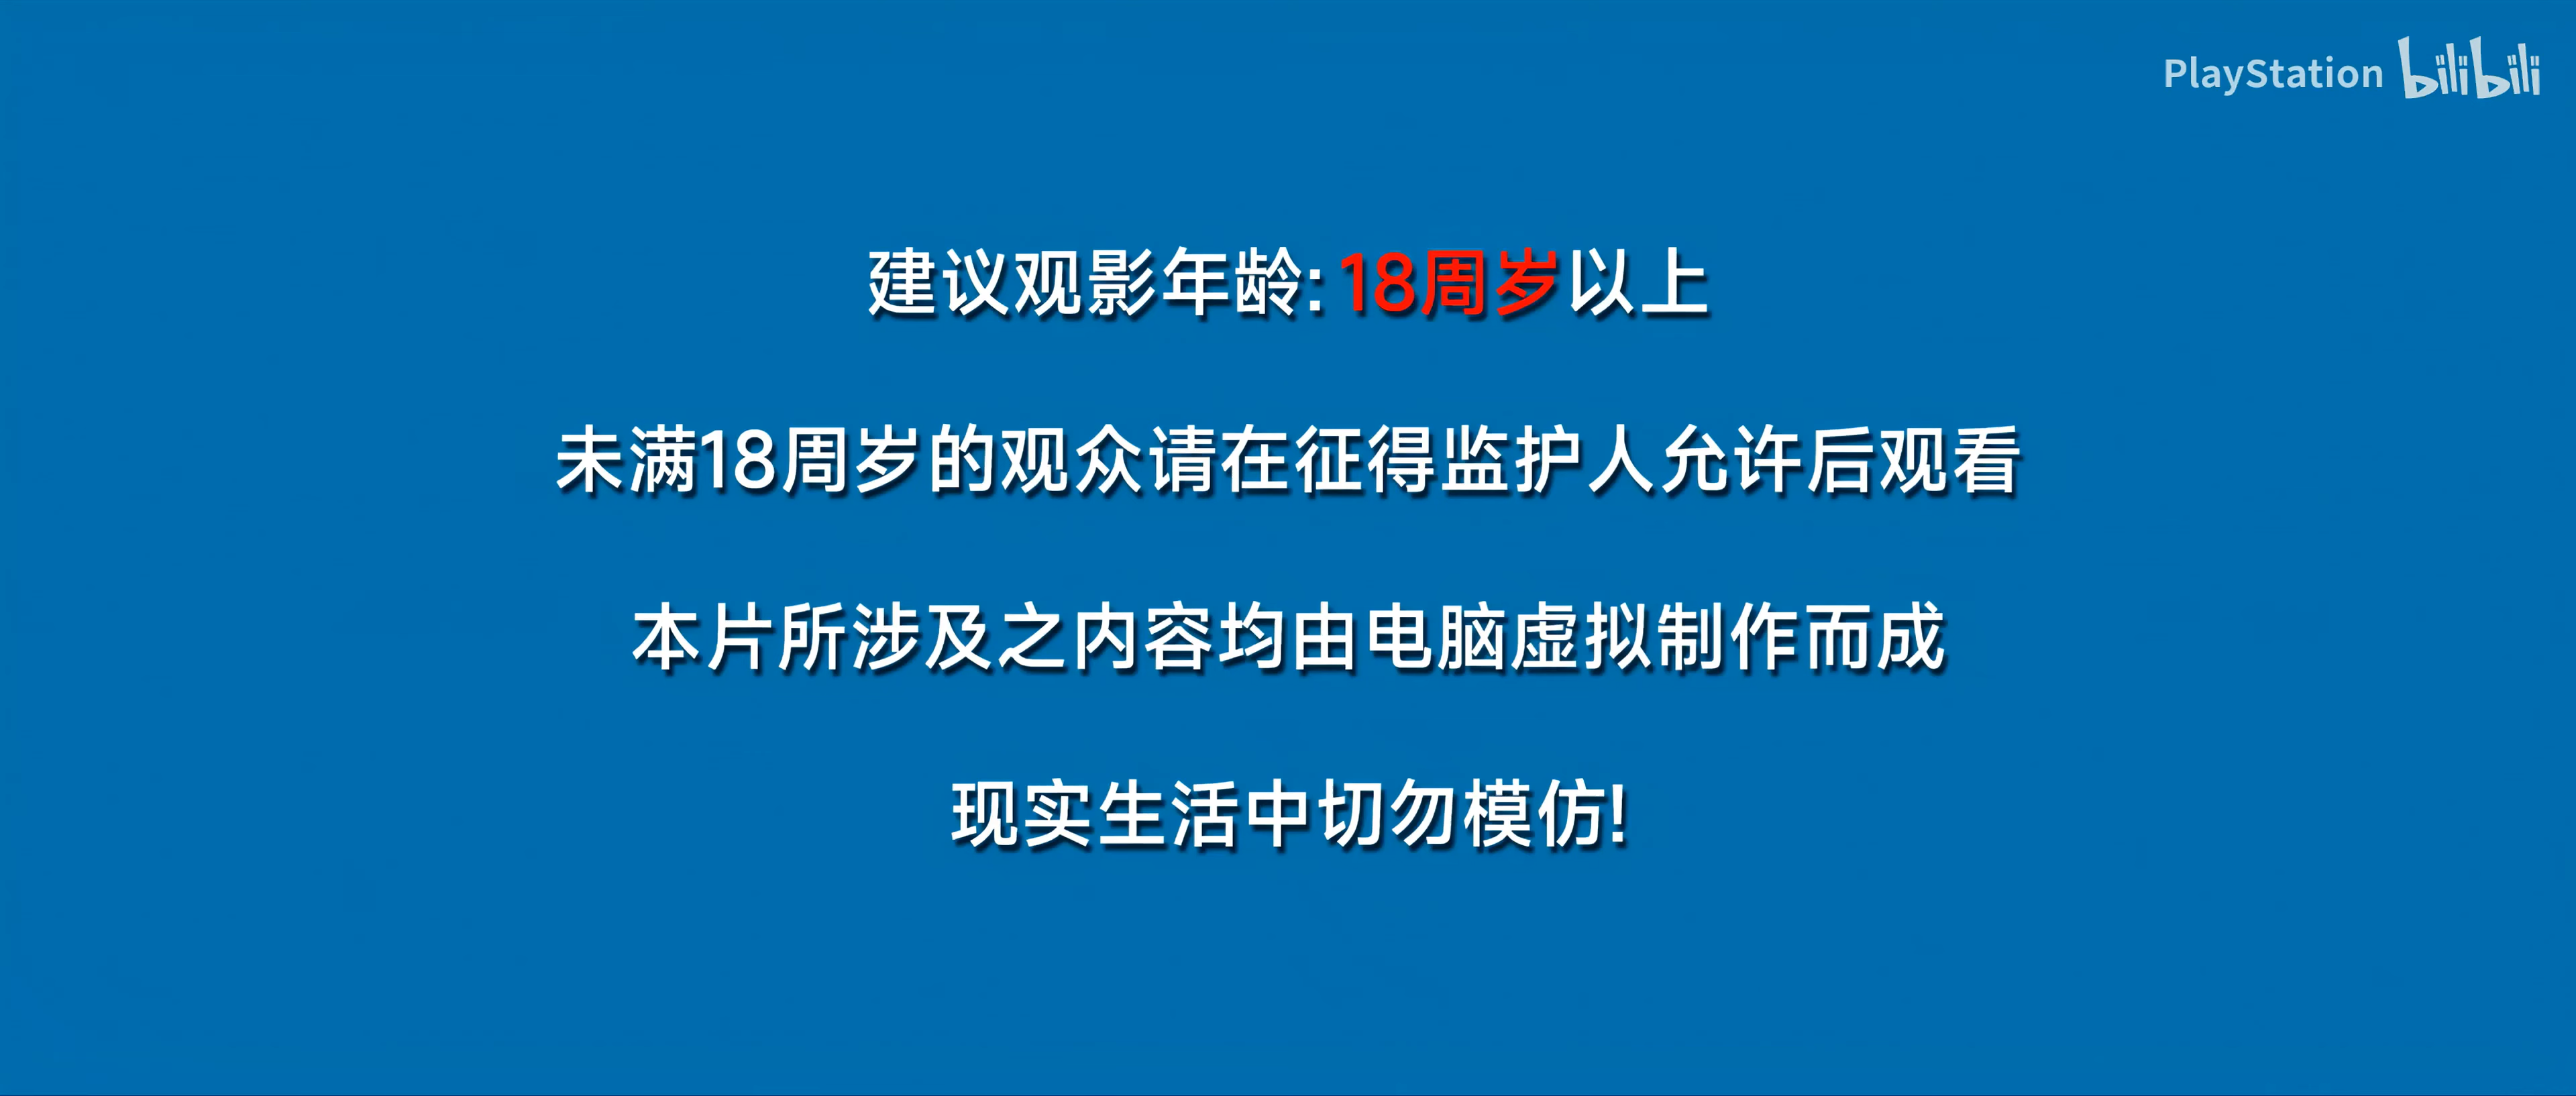 PlayStation bilibili
建议观影年龄: 18周岁以上
未满18周岁的观众请在征得监护人允许后观看
本片所涉及之内容均由电脑虚拟制作而成
现实生活中切勿模仿!